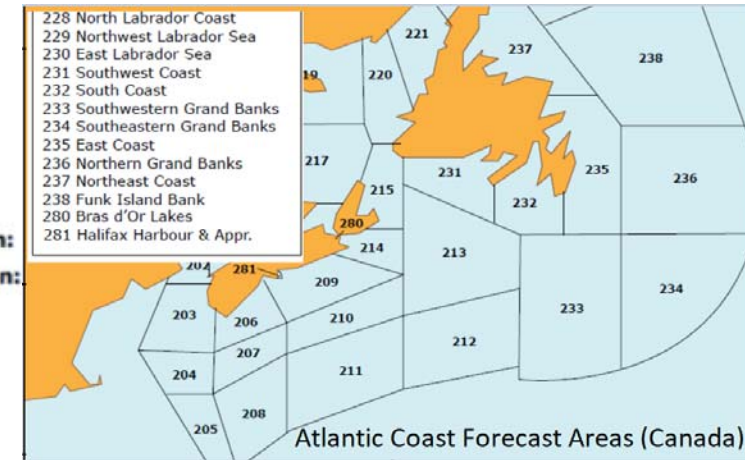 228 North Labrador Coast
229 Northwest Labrador Sea
230 East Labrador Sea
231 Southwest Coast
232 South Coast
233 Southwestern Grand Banks
234 Southeastern Grand Banks
235 East Coast
236 Northern Grand Banks
237 Northeast Coast
238 Funk Island Bank
280 Bras d'Or Lakes
281 Halifax Harbour & Appr.
221
237
238
19
220
217
231
235
236
215
232
280
214
213
202
281
209
234
203
206
210
233
207
212
204
211
208
205
Atlantic Coast Forecast Areas (Canada)
n:
n: